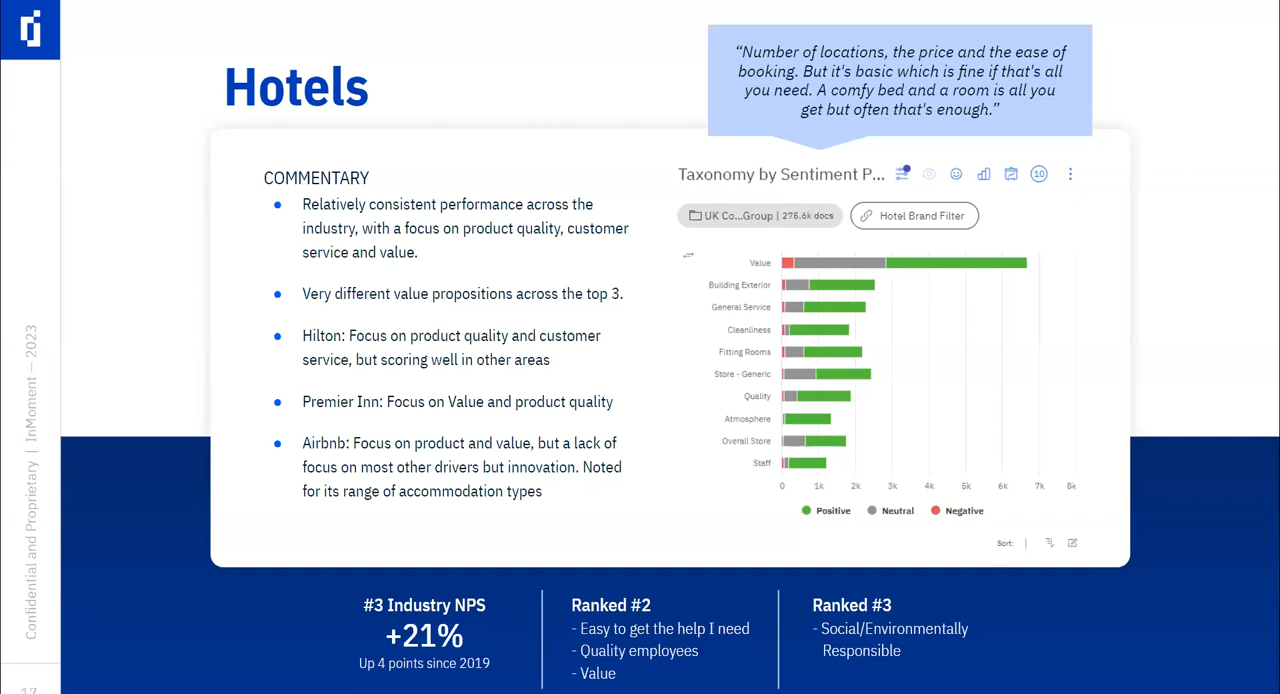 Hotels
“Number of locations, the price and the ease of
booking. But it's basic which is fine if that's all
you need. A comfy bed and a room is all you
get but often that's enough.”
COMMENTARY
Relatively consistent performance across the
industry, with a focus on product quality, customer
service and value.
Very different value propositions across the top 3.
Hilton: Focus on product quality and customer
service, but scoring well in other areas
Premier Inn: Focus on Value and product quality
Airbnb: Focus on product and value, but a lack of
focus on most other drivers but innovation. Noted
for its range of accommodation types
Taxonomy by Sentiment P...
10
UK Co...Group | 276.6k docs
Hotel Brand Filter
Value
Building Exterior
General Service
Cleanliness
Fitting Rooms
Store - Generic
Quality
Atmosphere
Overall Store
Staff
0 1k 2k 3k 4k 5k 6k 7k 8k
Positive Neutral Negative
Sort:
#3 Industry NPS
+21%
Up 4 points since 2019
Ranked #2
- Easy to get the help I need
- Quality employees
- Value
Ranked #3
- Social/Environmentally
Responsible
Confidential and Proprietary | InMoment — 2023
17